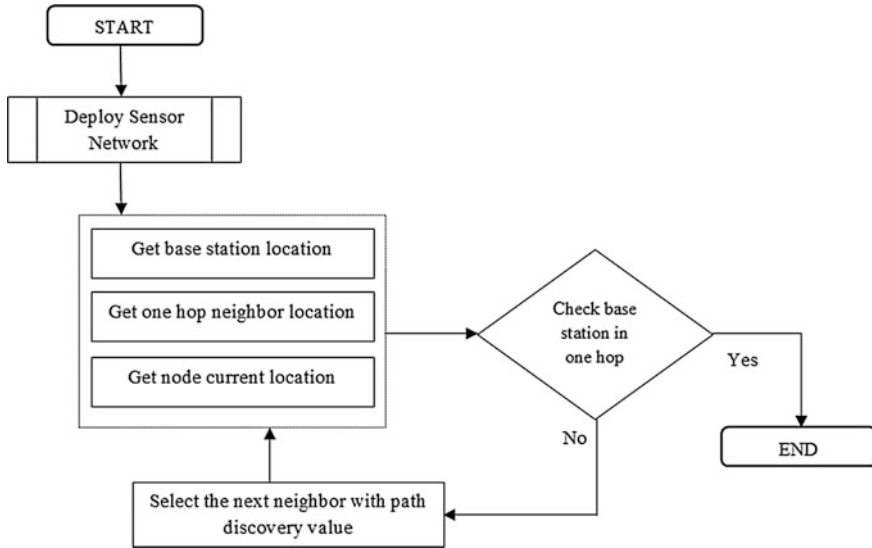 START
Deploy Sensor
Network
Get base station location
Get one hop neighbor location
Get node current location
Check base
station in
one hop
Yes
No
END
Select the next neighbor with path
discovery value